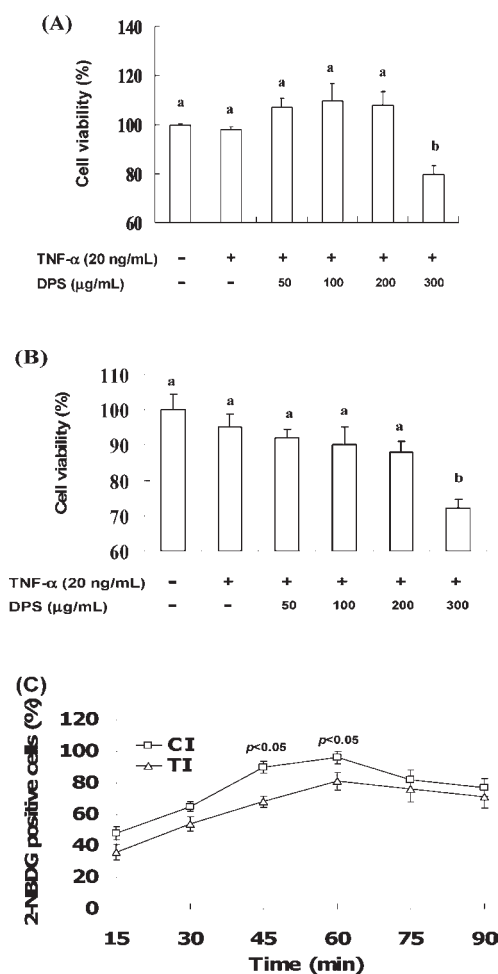 (A)
Cell viability (%)
140
120
100
80
60
a
a
a
a
a
b
TNF-α (20 ng/mL) - + + + + +
DPS (μg/mL) - - 50 100 200 300
(B)
Cell viability (%)
110
100
90
80
70
60
a
a
a
a
a
b
TNF-α (20 ng/mL) - + + + + +
DPS (μg/mL) - - 50 100 200 300
(C)
2-NBDG positive cells (%)
120
100
80
60
40
20
0
CI
TI
p<0.05
p<0.05
15 30 45 60 75 90
Time (min)